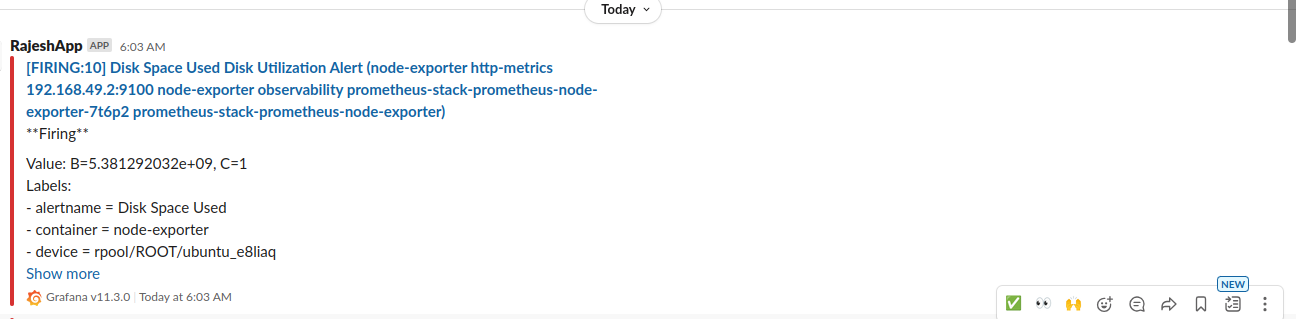 Today
RajeshApp APP 6:03 AM
[FIRING:10] Disk Space Used Disk Utilization Alert (node-exporter http-metrics
192.168.49.2:9100 node-exporter observability prometheus-stack-prometheus-node-
exporter-7t6p2 prometheus-stack-prometheus-node-exporter)
**Firing**
Value: B=5.381292032e+09, C=1
Labels:
- alertname = Disk Space Used
- container = node-exporter
- device = rpool/ROOT/ubuntu_e8liaq
Show more
Grafana v11.3.0 | Today at 6:03 AM
NEW